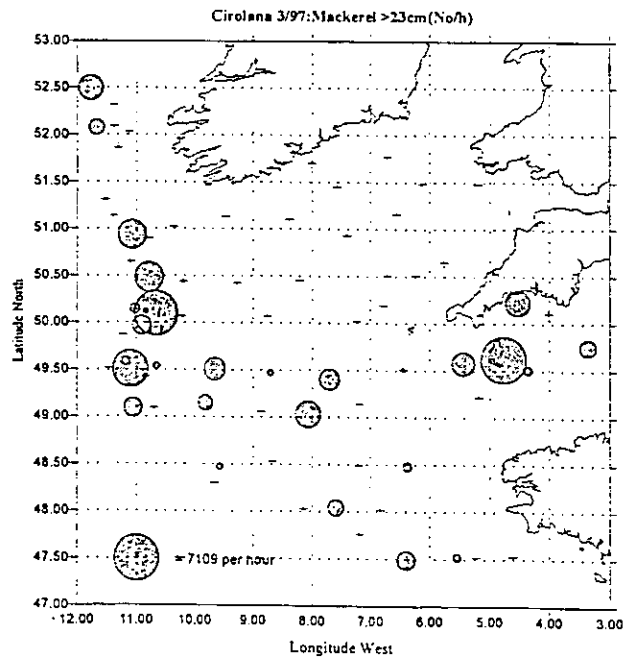 Cirolana 3/97:Mackerel >23cm(No/h)
53.00
52.50
52.00
51.50
51.00
50.50
50.00
49.50
49.00
48.50
48.00
47.50
47.00
Latitude North
= 7109 per hour
- 12.00 11.00 10.00 9.00 8.00 7.00 6.00 5.00 4.00 3.00
Longitude West